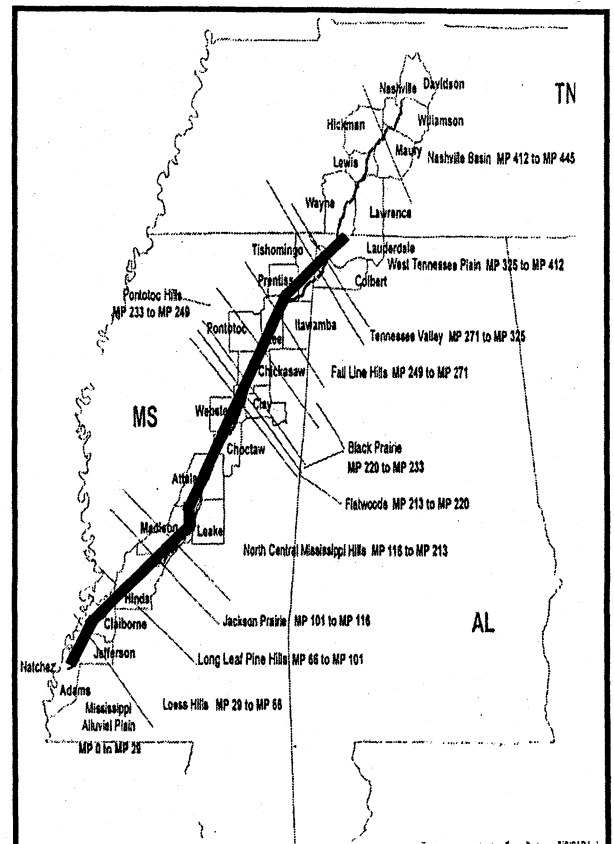 Davidson
Nashville
TN
Williamson
Hickman
Maury
Nashville Basin MP 412 to MP 445
Lewis
Wayne
Lawrence
Lauderdale
Tishomingo
West Tennessee Plain MP 325 to MP 412
Colbert
Prentiss
Pontotoc Hills
MP 233 to MP 249
Itawamba
Pontotoc
Lee
Tennessee Valley MP 271 to MP 325
Chickasaw
Fall Line Hills MP 249 to MP 271
MS
Webster
Clay
Choctaw
Black Prairie
MP 220 to MP 233
Attala
Flatwoods MP 213 to MP 220
Madison
Leake
North Central Mississippi Hills MP 116 to MP 213
Hinds
Jackson Prairie MP 101 to MP 116
AL
Claiborne
Jefferson
Long Leaf Pine Hills MP 66 to MP 101
Natchez
Adams
Loess Hills MP 29 to MP 66
Mississippi
Alluvial Plain
MP 0 to MP 29